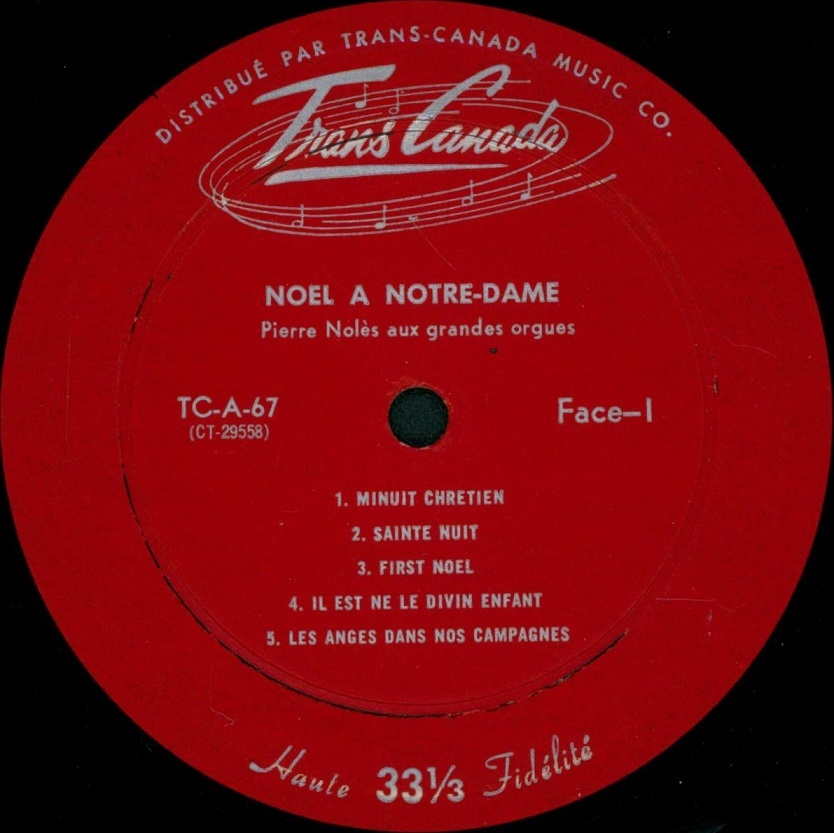 DISTRIBUÉ PAR TRANS-CANADA MUSIC CO.
Trans Canada
NOEL A NOTRE-DAME
Pierre Nolès aux grandes orgues
TC-A-67
(CT-29558)
Face–1
1. MINUIT CHRETIEN
2. SAINTE NUIT
3. FIRST NOEL
4. IL EST NE LE DIVIN ENFANT
5. LES ANGES DANS NOS CAMPAGNES
Haute 33⅓ Fidélité